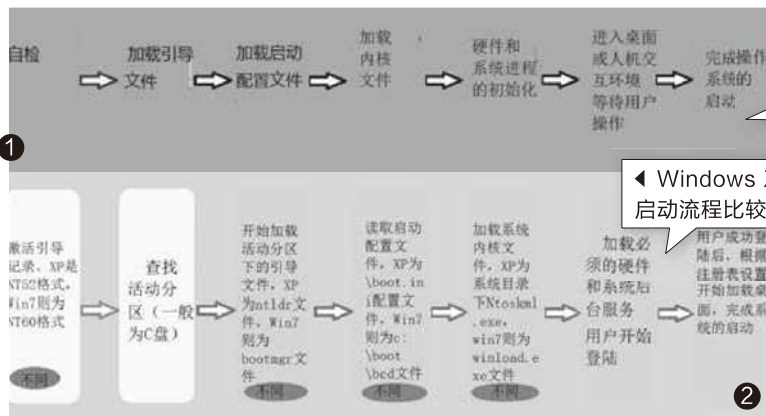 自检
加载引导
文件
加载启动
配置文件
加载
内核
文件
硬件和
系统进程
的初始化
进入桌面
或人机交
互环境
等待用户
操作
完成操作
系统的
启动
1
◀ Windows
启动流程比较
激活引导
记录，XP是
NT52格式，
Win7则为
NT60格式
不同
查找
活动分
区（一般
为C盘）
开始加载
活动分区
下的引导
文件，XP
为ntldr文
件，Win7
则为
bootmgr文
件
不同
读取启动
配置文
件，XP为
\boot.in
i配置文
件，Win7
则为c:
\boot
\bcd文件
不同
加载系统
内核文
件，XP为
系统目录
下Ntoskrnl
.exe，
win7则为
winload.e
xe文件
不同
加载必
须的硬件
和系统后
台服务
用户开始
登陆
用户成功登
陆后，根据
注册表设置
开始加载桌
面，完成系
统的启动
2